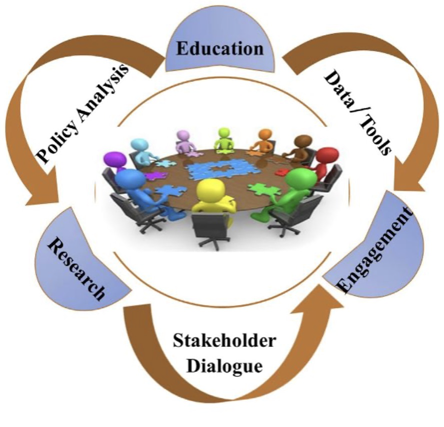 Education
Policy Analysis
Data/Tools
Research
Engagement
Stakeholder
Dialogue